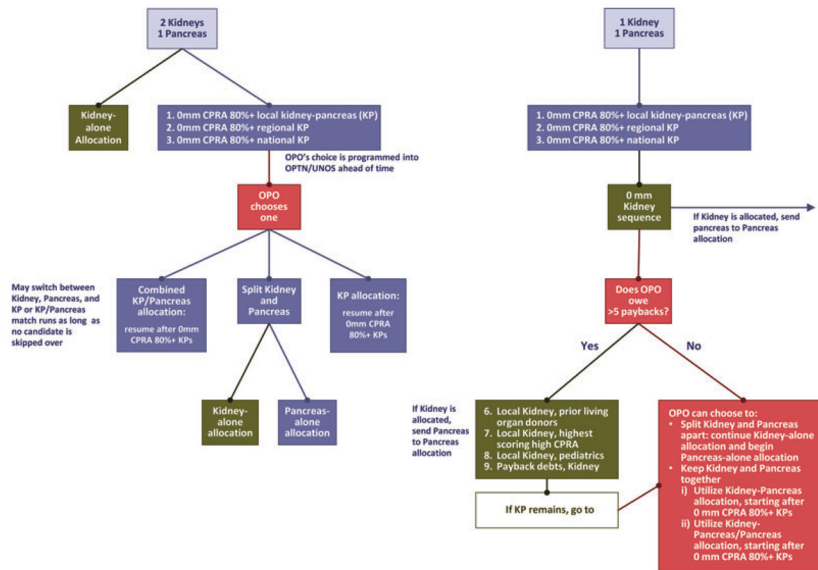 2 Kidneys
1 Pancreas
Kidney-
alone
Allocation
1. 0mm CPRA 80%+ local kidney-pancreas (KP)
2. 0mm CPRA 80%+ regional KP
3. 0mm CPRA 80%+ national KP
OPO's choice is programmed into
OPTN/UNOS ahead of time
OPO
chooses
one
May switch between
Kidney, Pancreas, and
KP or KP/Pancreas
match runs as long as
no candidate is
skipped over
Combined
KP/Pancreas
allocation:
resume after 0mm
CPRA 80%+ KPs
Split Kidney
and
Pancreas
KP allocation:
resume after
0mm CPRA
80%+ KPs
Kidney-
alone
allocation
Pancreas-
alone
allocation
1 Kidney
1 Pancreas
1. 0mm CPRA 80%+ local kidney-pancreas (KP)
2. 0mm CPRA 80%+ regional KP
3. 0mm CPRA 80%+ national KP
0 mm
Kidney
sequence
If Kidney is allocated, send
pancreas to Pancreas
allocation
Does OPO
owe
>5 paybacks?
Yes
No
If Kidney is
allocated,
send Pancreas
to Pancreas
allocation
6. Local Kidney, prior living
organ donors
7. Local Kidney, highest
scoring high CPRA
8. Local Kidney, pediatrics
9. Payback debts, Kidney
If KP remains, go to
OPO can choose to:
• Split Kidney and Pancreas
apart: continue Kidney-alone
allocation and begin
Pancreas-alone allocation
• Keep Kidney and Pancreas
together
i) Utilize Kidney-Pancreas
allocation, starting after
0 mm CPRA 80%+ KPs
ii) Utilize Kidney-
Pancreas/Pancreas
allocation, starting after
0 mm CPRA 80%+ KPs